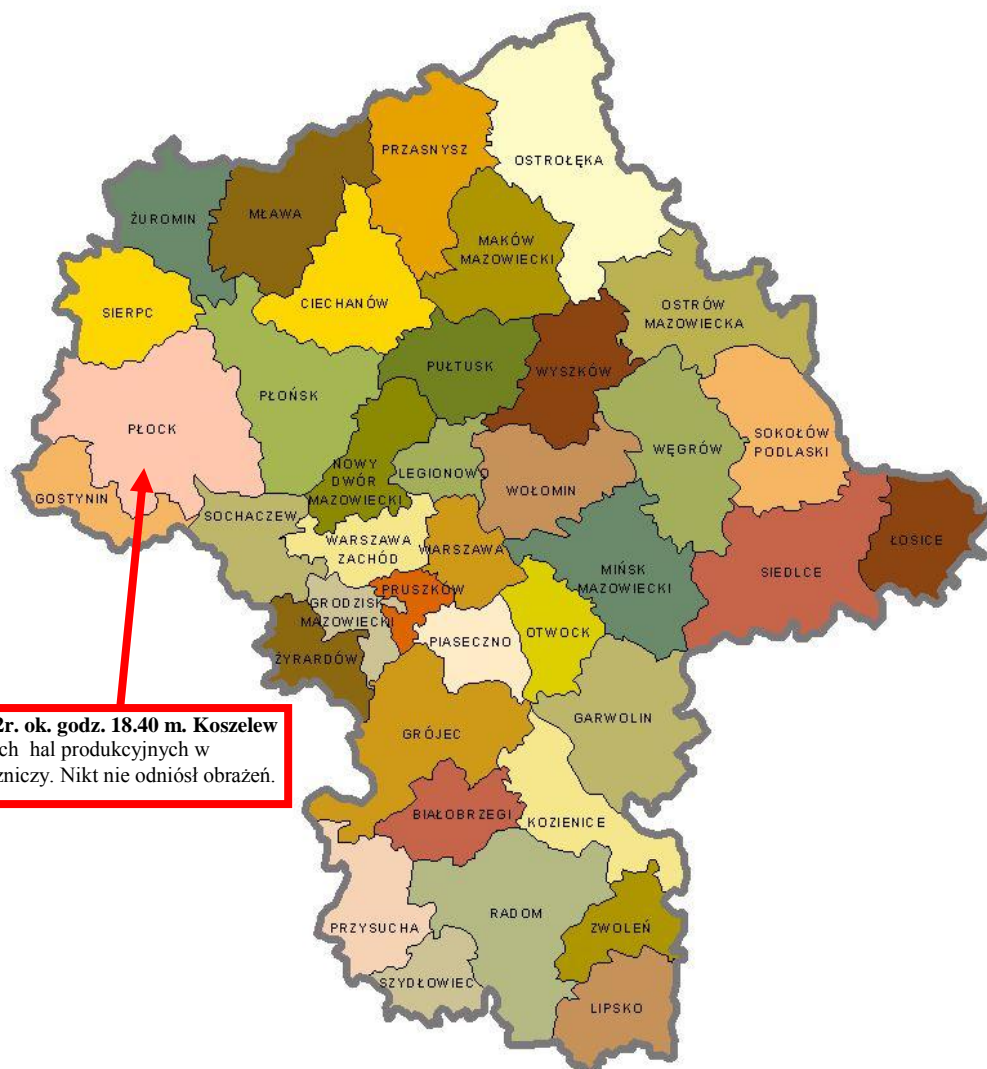 PRZASNYSZ
OSTROŁĘKA
ŻUROMIN
MŁAWA
MAKÓW
MAZOWIECKI
SIERPC
CIECHANÓW
OSTRÓW
MAZOWIECKA
PŁOCK
PŁOŃSK
PUŁTUSK
WYSZKÓW
WĘGRÓW
SOKOŁÓW
PODLASKI
GOSTYNIN
NOWY
DWÓR
MAZOWIECKI
LEGIONOWO
WOŁOMIN
SOCHACZEW
WARSZAWA
ZACHÓD
WARSZAWA
MIŃSK
MAZOWIECKI
SIEDLCE
ŁOSICE
PRUSZKÓW
GRODZISK
MAZOWIECKI
PIASECZNO
OTWOCK
ŻYRARDÓW
GARWOLIN
2r. ok. godz. 18.40 m. Koszelew
ch hal produkcyjnych w
zniczy. Nikt nie odniósł obrażeń.
GRÓJEC
BIAŁOBRZEGI
KOZIENICE
PRZYSUCHA
RADOM
ZWOLEŃ
SZYDŁOWIEC
LIPSKO